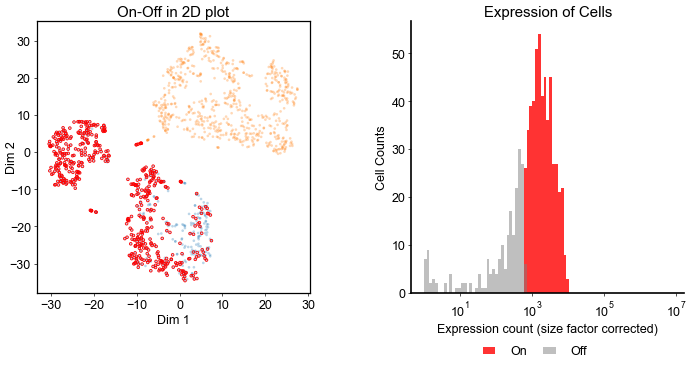 On-Off in 2D plot
30
20
10
0
−10
−20
−30
Dim 2
−30 −20 −10 0 10 20 30
Dim 1
Expression of Cells
50
40
30
20
10
0
Cell Counts
10^1 10^3 10^5 10^7
Expression count (size factor corrected)
On Off